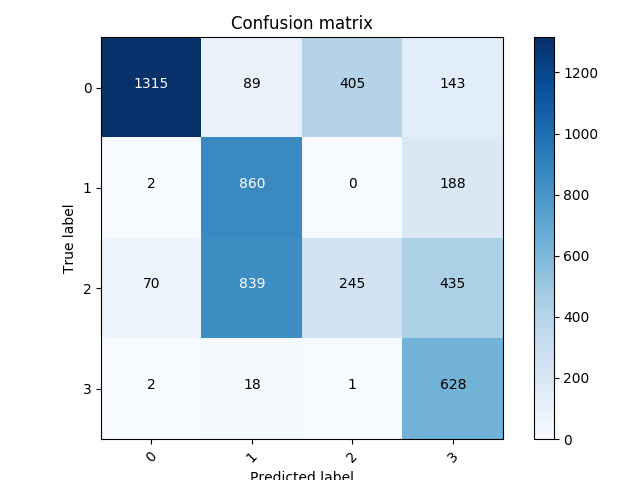 Confusion matrix
0 1315 89 405 143
1 2 860 0 188
2 70 839 245 435
3 2 18 1 628
0 1 2 3
True label
Predicted label
1200
1000
800
600
400
200
0